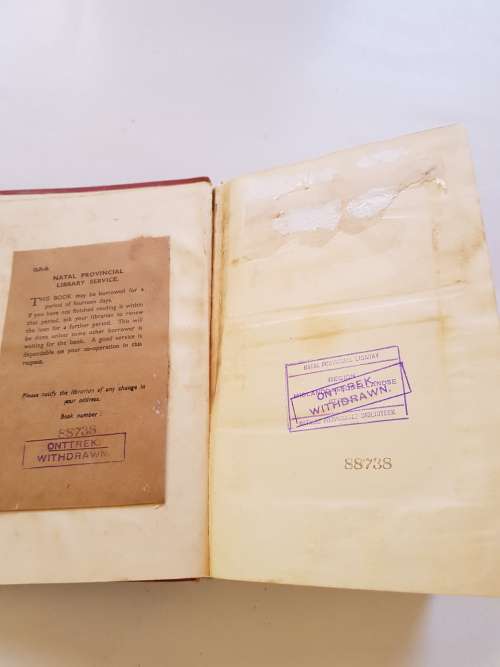 NATAL PROVINCIAL
LIBRARY SERVICE.
THIS BOOK may be borrowed for a
period of fourteen days.
If you have not finished reading it within
this period, ask your librarian to renew
the loan for a further period. This will
be done unless some other borrower is
waiting for the book. A good service is
dependable on your co-operation in this
respect.
Please notify the librarian of any change in
your address.
Book number:
88738
ONTTREK.
WITHDRAWN.
NATAL PROVINCIAL LIBRARY
REGION
MIDLANDS
ONTTREK
WITHDRAWN.
88738